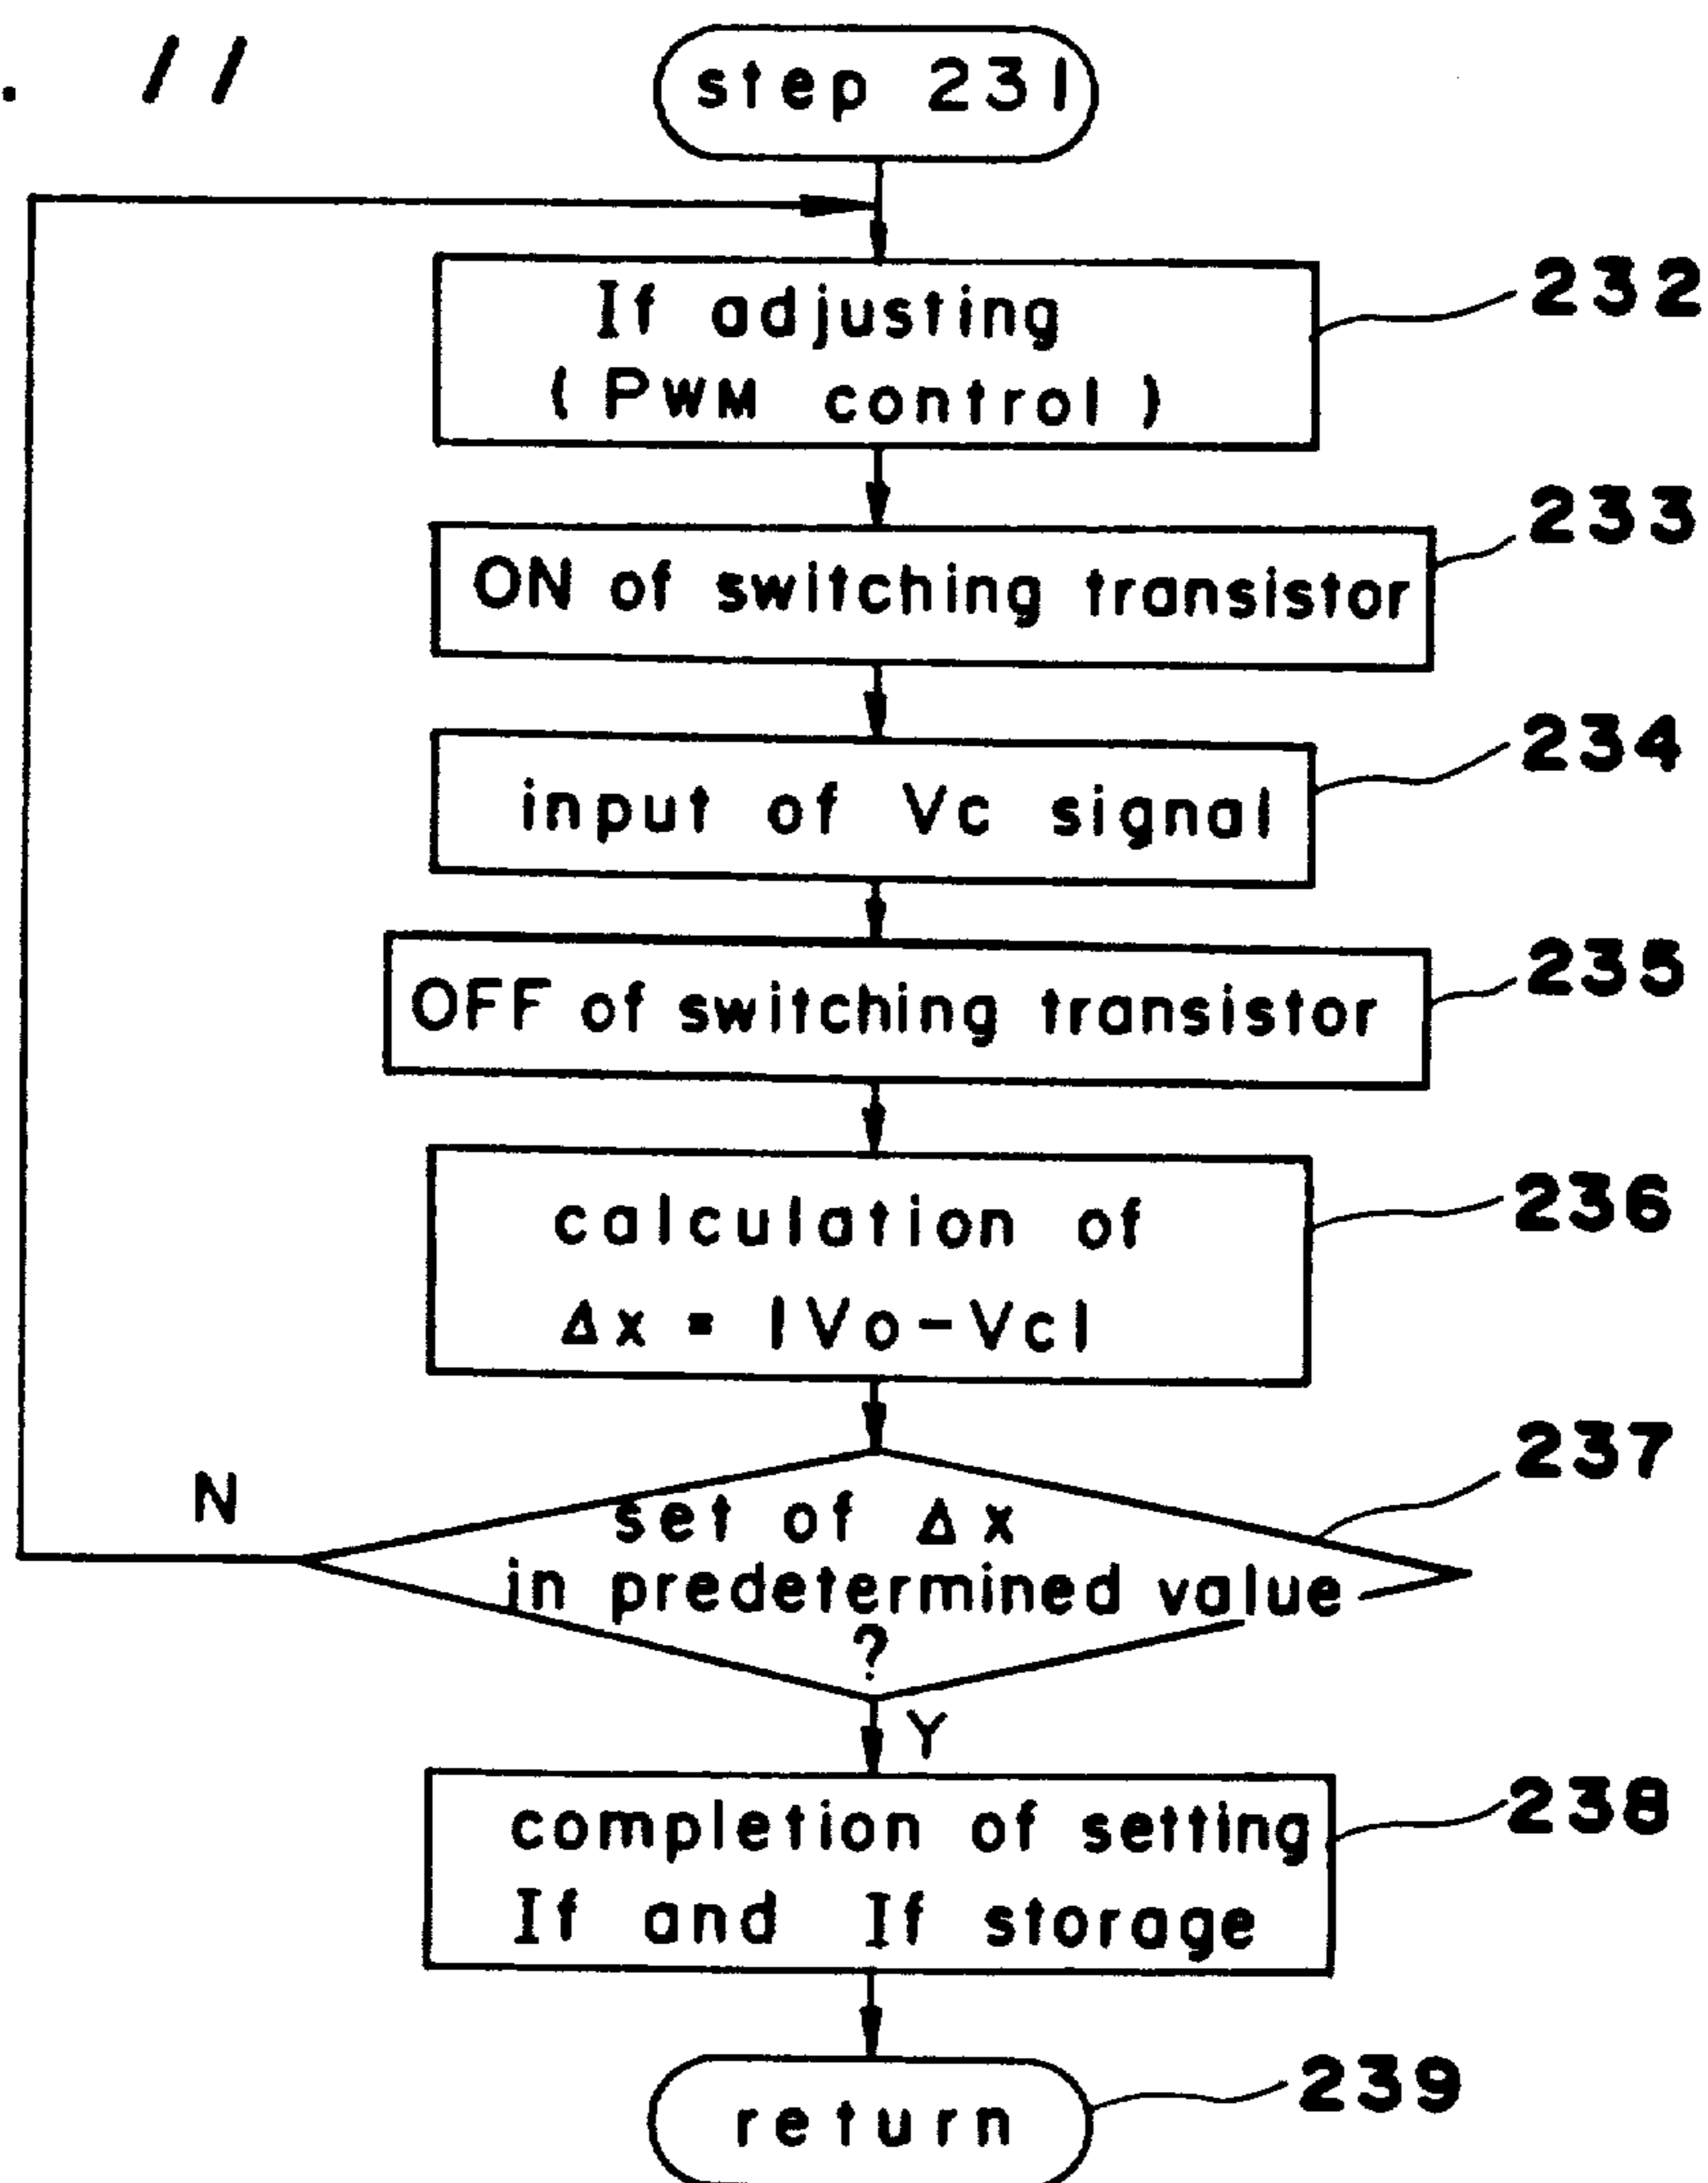 . 11
step 231
If adjusting
( PWM control )
232
ON of switching transistor
233
input of Vc signal
234
OFF of switching transistor
235
calculation of
Δx = |Vo-Vc|
236
N
set of Δx
in predetermined value
?
237
Y
completion of setting
If and If storage
238
return
239